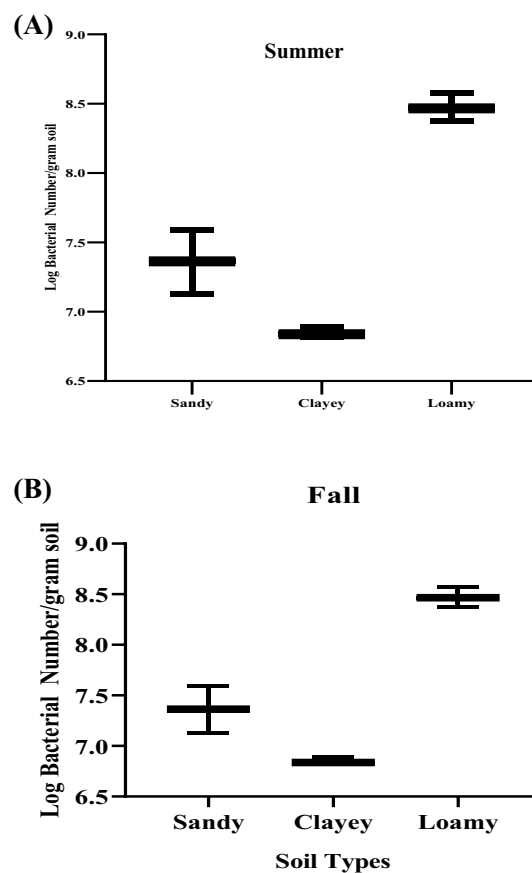 (A)
Summer
Log Bacterial Number/gram soil
9.0
8.5
8.0
7.5
7.0
6.5
Sandy Clayey Loamy
(B)
Fall
Log Bacterial Number/gram soil
9.0
8.5
8.0
7.5
7.0
6.5
Sandy Clayey Loamy
Soil Types